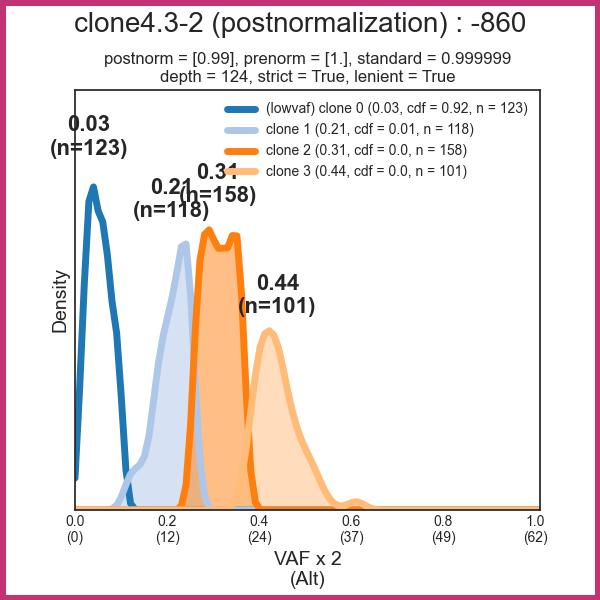 clone4.3-2 (postnormalization) : -860
postnorm = [0.99], prenorm = [1.], standard = 0.999999
depth = 124, strict = True, lenient = True
(lowvaf) clone 0 (0.03, cdf = 0.92, n = 123)
clone 1 (0.21, cdf = 0.01, n = 118)
clone 2 (0.31, cdf = 0.0, n = 158)
clone 3 (0.44, cdf = 0.0, n = 101)
0.03
(n=123)
0.21
(n=118)
0.31
(n=158)
0.44
(n=101)
Density
0.0 0.2 0.4 0.6 0.8 1.0
(0) (12) (24) (37) (49) (62)
VAF x 2
(Alt)